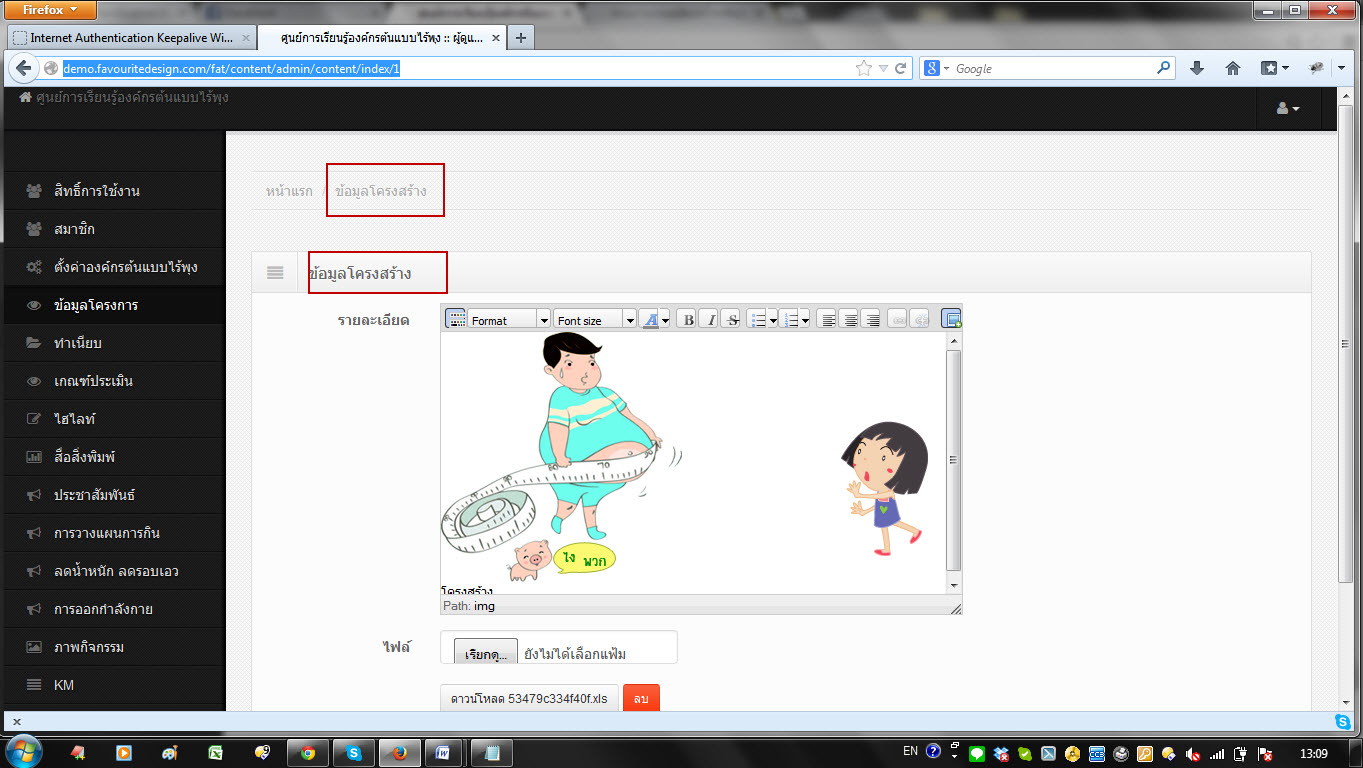 Firefox
Internet Authentication Keepalive Wi...
ศูนย์การเรียนรู้องค์กรต้นแบบไร้พุง :: ผู้ดูแ...
demo.favouritedesign.com/fat/content/admin/content/index/1
Google
ศูนย์การเรียนรู้องค์กรต้นแบบไร้พุง
หน้าแรก / ข้อมูลโครงสร้าง
สิทธิ์การใช้งาน
สมาชิก
ตั้งค่าองค์กรต้นแบบไร้พุง
ข้อมูลโครงการ
ทำเนียบ
เกณฑ์ประเมิน
ไฮไลท์
สื่อสิ่งพิมพ์
ประชาสัมพันธ์
การวางแผนการกิน
ลดน้ำหนัก ลดรอบเอว
การออกกำลังกาย
ภาพกิจกรรม
KM
ข้อมูลโครงสร้าง
รายละเอียด
Format
Font size
60 70
ไง พวก
โครงสร้าง
Path: img
ไฟล์
เรียกดู... ยังไม่ได้เลือกแฟ้ม
ดาวน์โหลด 53479c334f40f.xls ลบ
EN
13:09